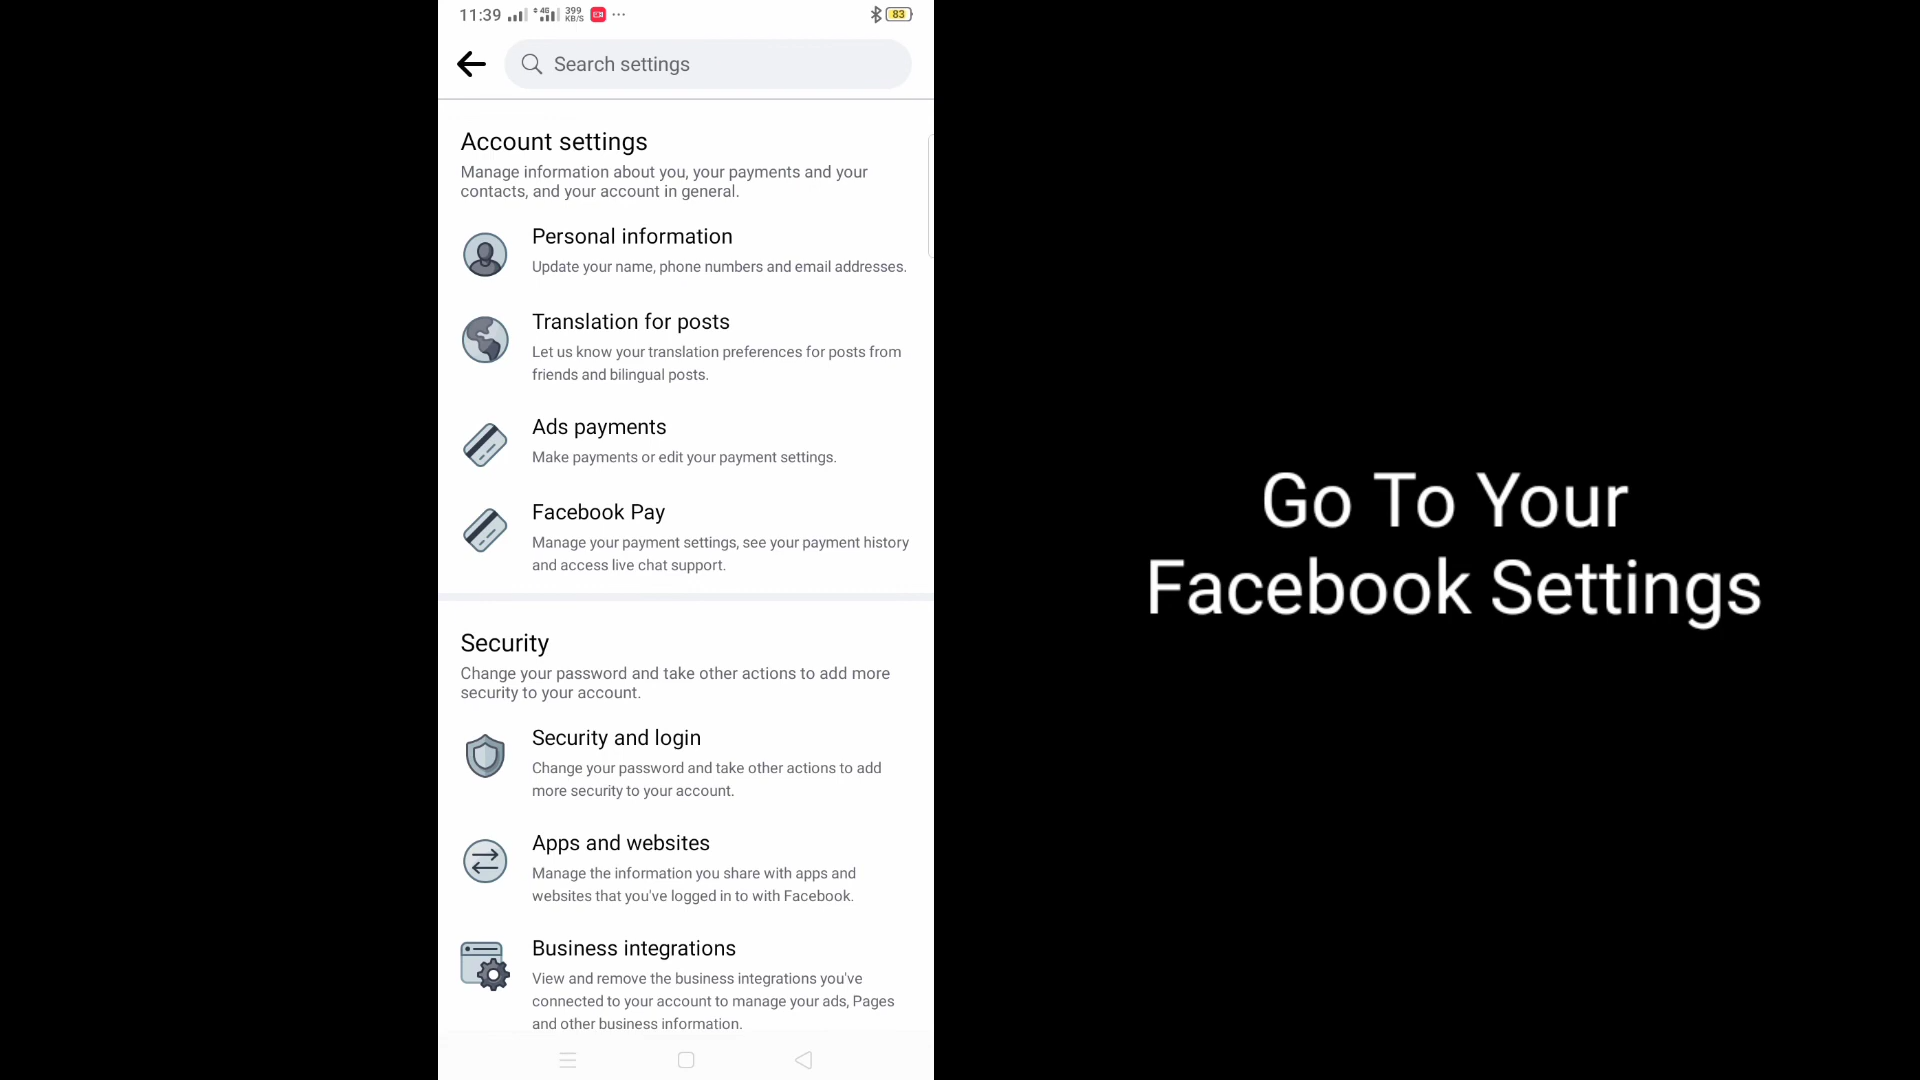 11:39 4G 399 KB/S 83
Search settings
Account settings
Manage information about you, your payments and your
contacts, and your account in general.
Personal information
Update your name, phone numbers and email addresses.
Translation for posts
Let us know your translation preferences for posts from
friends and bilingual posts.
Ads payments
Make payments or edit your payment settings.
Facebook Pay
Manage your payment settings, see your payment history
and access live chat support.
Security
Change your password and take other actions to add more
security to your account.
Security and login
Change your password and take other actions to add
more security to your account.
Apps and websites
Manage the information you share with apps and
websites that you've logged in to with Facebook.
Business integrations
View and remove the business integrations you've
connected to your account to manage your ads, Pages
and other business information.
Go To Your
Facebook Settings